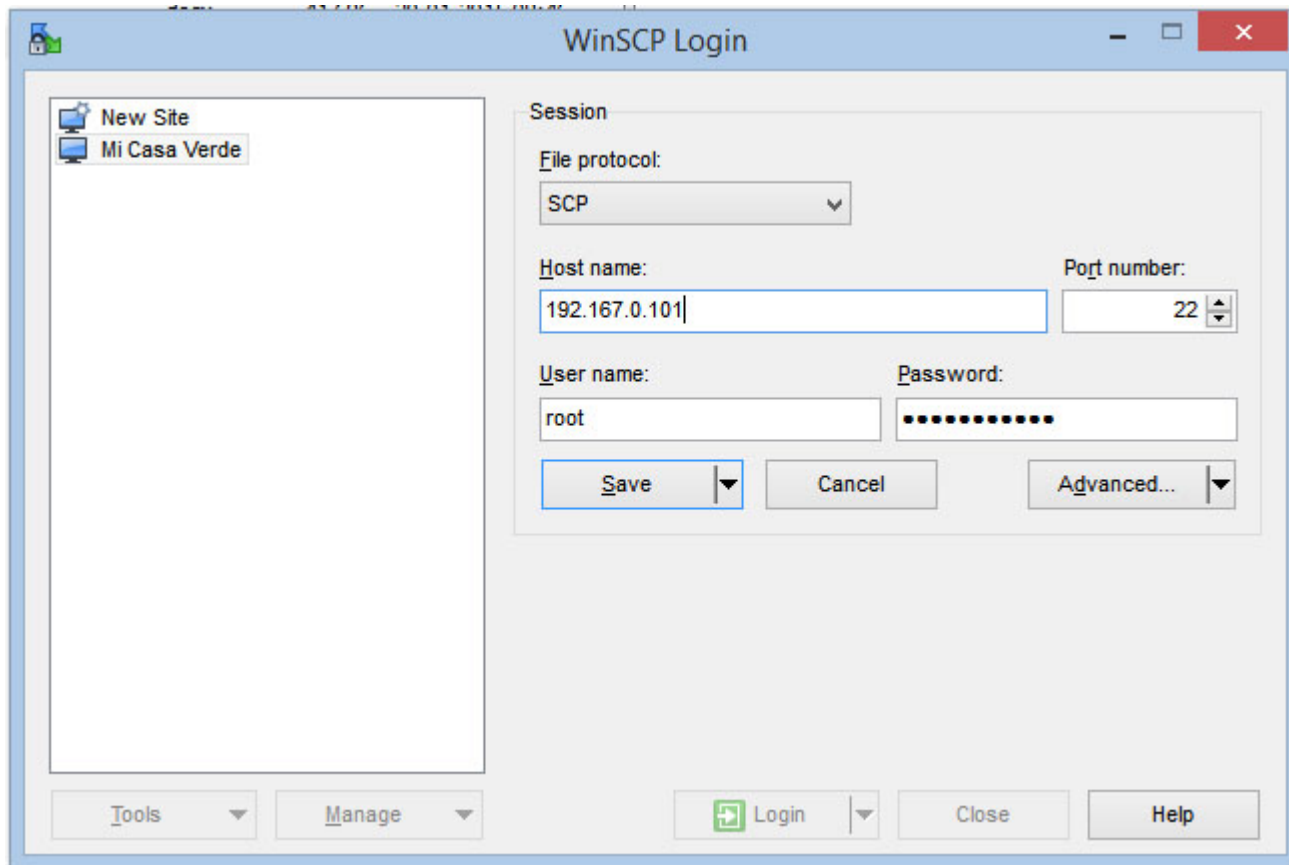 WinSCP Login
New Site
Mi Casa Verde
Session
File protocol:
SCP
Host name:
Port number:
192.167.0.101
22
User name:
Password:
root
•••••••••••
Save
Cancel
Advanced...
Tools
Manage
Login
Close
Help